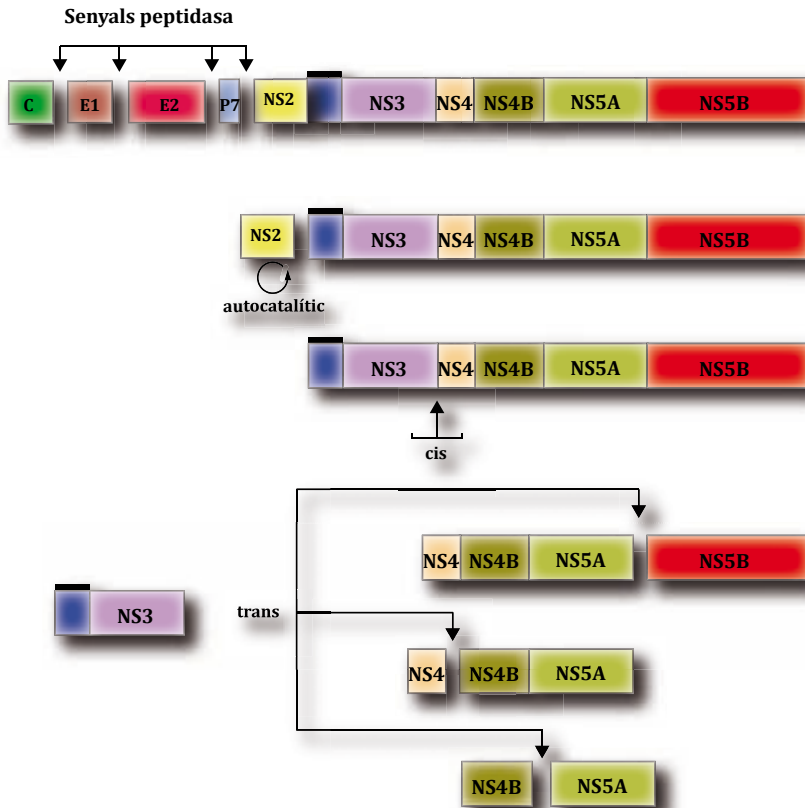 Senyals peptidasa
C E1 E2 P7 NS2 NS3 NS4 NS4B NS5A NS5B
NS2 NS3 NS4 NS4B NS5A NS5B
autocatalític
NS3 NS4 NS4B NS5A NS5B
cis
NS4 NS4B NS5A NS5B
NS3 trans
NS4 NS4B NS5A
NS4B NS5A